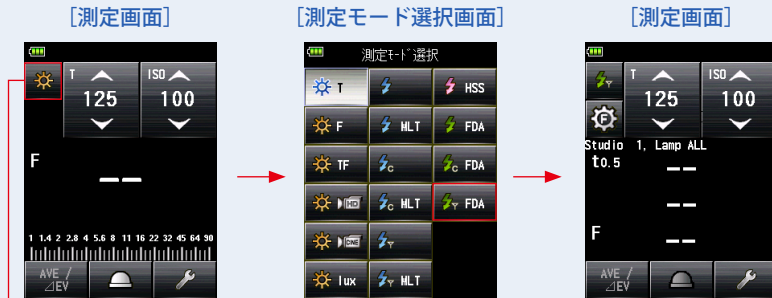 [測定画面]
T
ISO
125
100
F
1 1.4 2 2.8 4 5.6 8 11 16 22 32 45 64 90
AVE /
⊿EV
[測定モード選択画面]
測定ﾓｰﾄﾞ選択
T
HSS
F
MLT
FDA
TF
C
C FDA
HD
C MLT
FDA
CINE
lux
MLT
[測定画面]
T
ISO
125
100
F
Studio 1, Lamp ALL
t0.5
F
AVE /
⊿EV